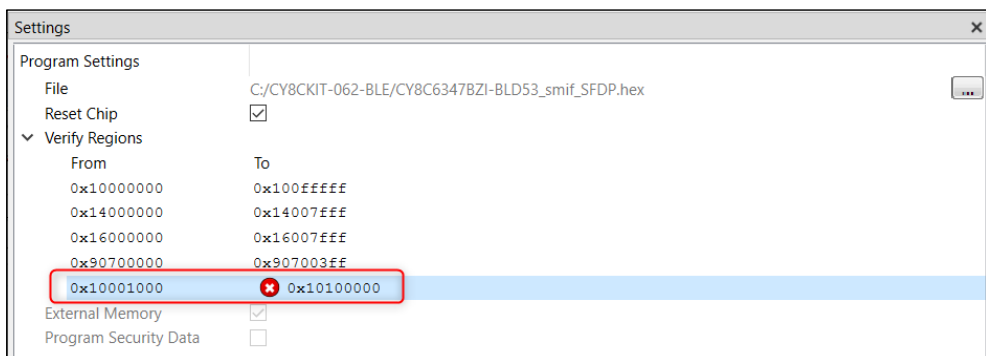 Settings
Program Settings
File C:/CY8CKIT-062-BLE/CY8C6347BZI-BLD53_smif_SFDP.hex ...
Reset Chip
Verify Regions
From To
0x10000000 0x100fffff
0x14000000 0x14007fff
0x16000000 0x16007fff
0x90700000 0x907003ff
0x10001000 0x10100000
External Memory
Program Security Data